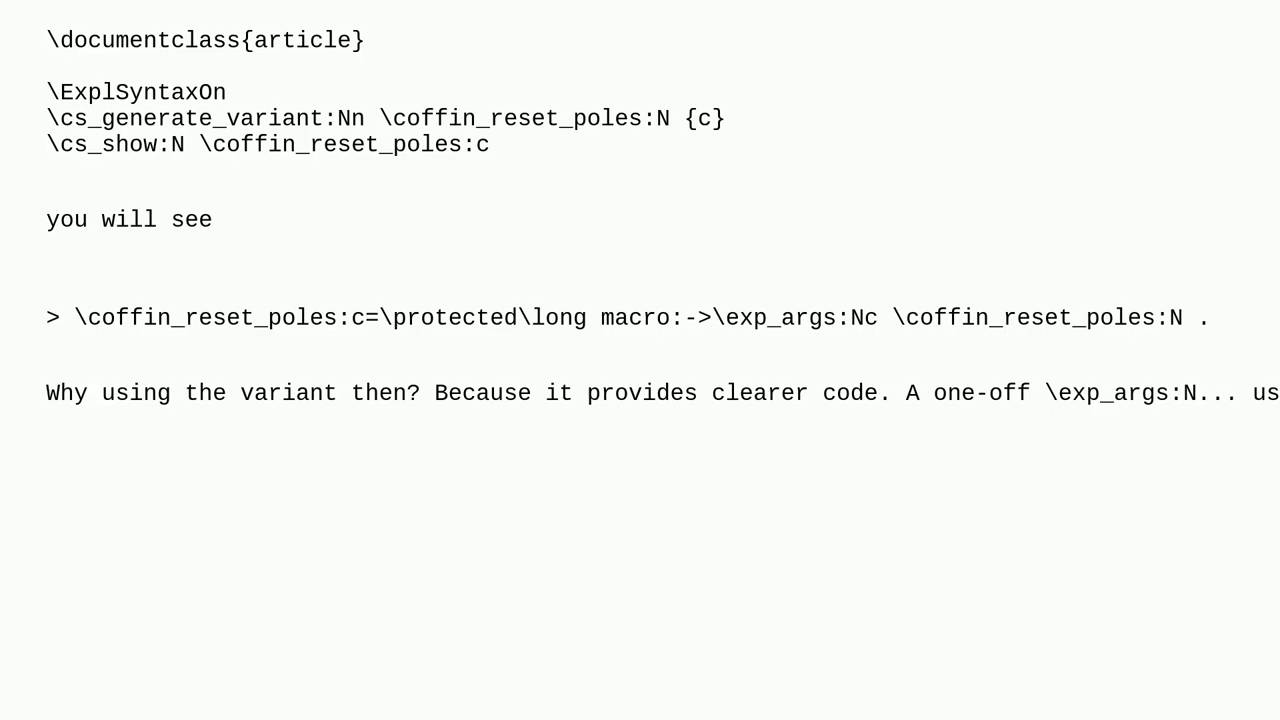 \documentclass{article}
\ExplSyntaxOn
\cs_generate_variant:Nn \coffin_reset_poles:N {c}
\cs_show:N \coffin_reset_poles:c
you will see
> \coffin_reset_poles:c=\protected\long macro:->\exp_args:Nc \coffin_reset_poles:N .
Why using the variant then? Because it provides clearer code. A one-off \exp_args:N... us